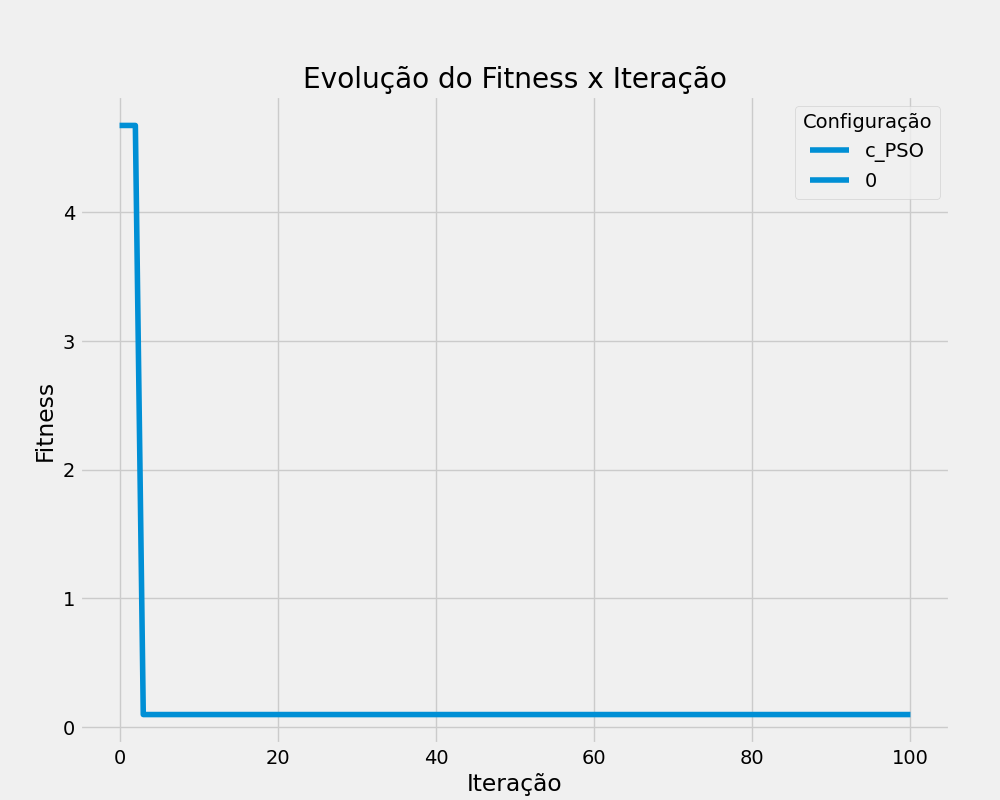 Evolução do Fitness x Iteração
Configuração
c_PSO
0
Fitness
4
3
2
1
0
0 20 40 60 80 100
Iteração